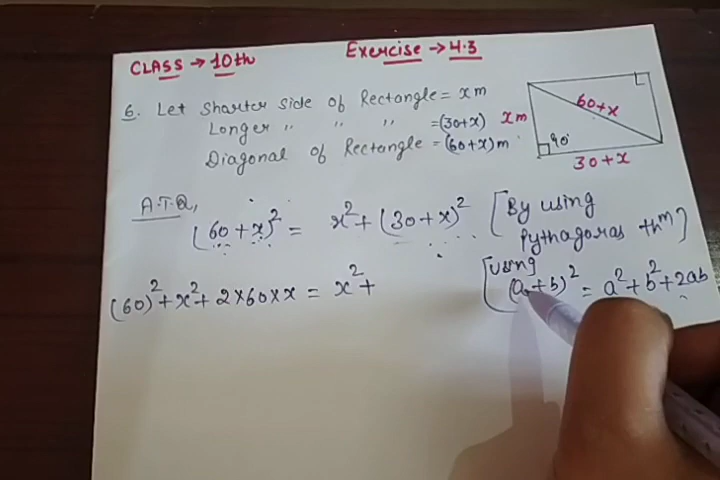 CLASS → 10th
Exercise → 4.3
6. Let Sharter side of Rectangle = x m
Longer " " " = (30+x)
Diagonal of Rectangle = (60+x) m
x m
60+x
90°
30+x
A.T.Q,
(60+x)² = x² + (30+x)² [By using
Pythagoras thᵐ]
[using
(a+b)² = a²+b²+2ab
(60)² + x² + 2×60×x = x² +